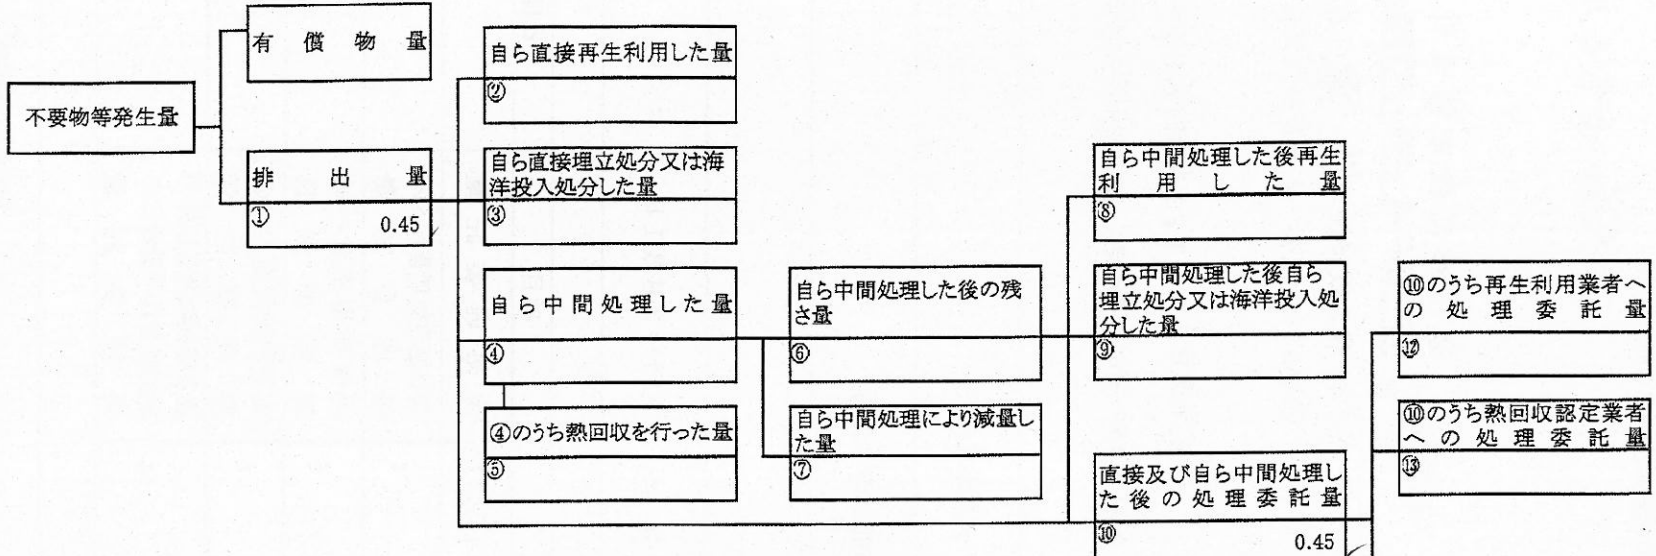 有償物量
自ら直接再生利用した量
②
不要物等発生量
排出量
①
0.45
自ら直接埋立処分又は海
洋投入処分した量
③
自ら中間処理した後再生
利用した量
⑧
自ら中間処理した量
④
自ら中間処理した後の残
さ量
⑥
自ら中間処理した後自ら
埋立処分又は海洋投入処
分した量
⑨
⑩のうち再生利用業者へ
の処理委託量
⑫
④のうち熱回収を行った量
⑤
自ら中間処理により減量し
た量
⑦
直接及び自ら中間処理し
た後の処理委託量
⑩
0.45
⑩のうち熱回収認定業者
への処理委託量
⑬